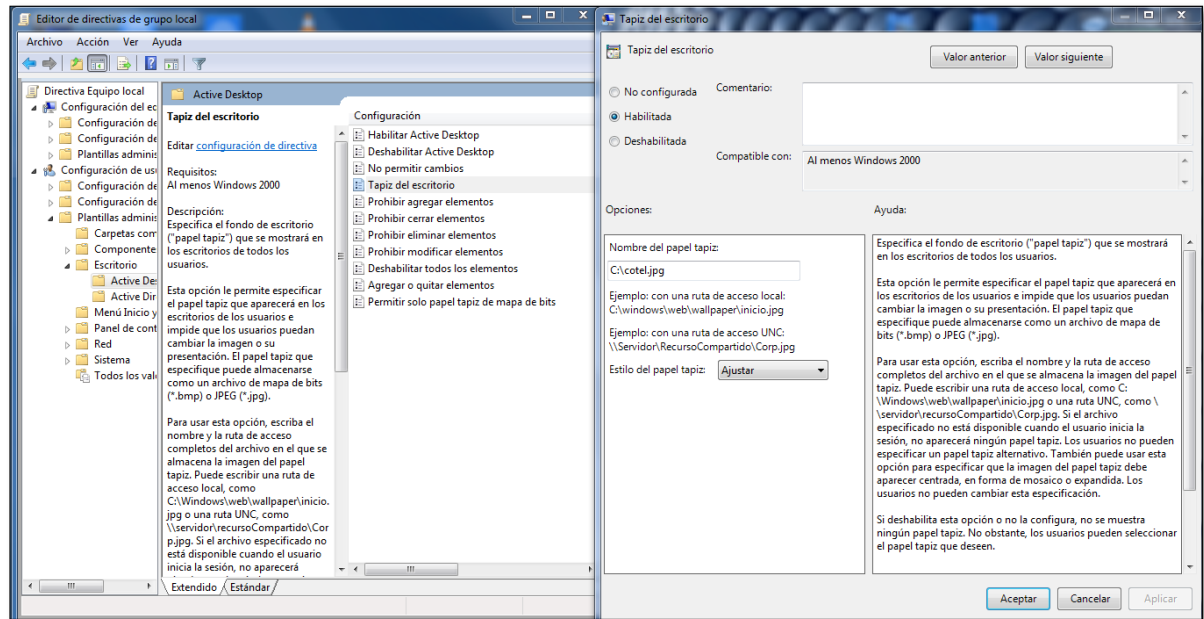 Editor de directivas de grupo local
Archivo Acción Ver Ayuda
Directiva Equipo local
Configuración del ec
Configuración de
Configuración de
Plantillas adminis
Configuración de usu
Configuración de
Configuración de
Plantillas adminis
Carpetas com
Componente
Escritorio
Active Des
Active Dir
Menú Inicio y
Panel de cont
Red
Sistema
Todos los valo
Active Desktop
Tapiz del escritorio
Editar configuración de directiva
Requisitos:
Al menos Windows 2000
Descripción:
Especifica el fondo de escritorio
("papel tapiz") que se mostrará en
los escritorios de todos los
usuarios.
Esta opción le permite especificar
el papel tapiz que aparecerá en los
escritorios de los usuarios e
impide que los usuarios puedan
cambiar la imagen o su
presentación. El papel tapiz que
especifique puede almacenarse
como un archivo de mapa de bits
(*.bmp) o JPEG (*.jpg).
Para usar esta opción, escriba el
nombre y la ruta de acceso
completos del archivo en el que se
almacena la imagen del papel
tapiz. Puede escribir una ruta de
acceso local, como
C:\Windows\web\wallpaper\inicio.
jpg o una ruta UNC, como
\\servidor\recursoCompartido\Cor
p.jpg. Si el archivo especificado no
está disponible cuando el usuario
inicia la sesión, no aparecerá
Configuración
Habilitar Active Desktop
Deshabilitar Active Desktop
No permitir cambios
Tapiz del escritorio
Prohibir agregar elementos
Prohibir cerrar elementos
Prohibir eliminar elementos
Prohibir modificar elementos
Deshabilitar todos los elementos
Agregar o quitar elementos
Permitir solo papel tapiz de mapa de bits
Extendido Estándar
Tapiz del escritorio
Tapiz del escritorio
Valor anterior Valor siguiente
No configurada
Habilitada
Deshabilitada
Comentario:
Compatible con: Al menos Windows 2000
Opciones: Ayuda:
Nombre del papel tapiz:
C:\cotel.jpg
Ejemplo: con una ruta de acceso local:
C:\windows\web\wallpaper\inicio.jpg
Ejemplo: con una ruta de acceso UNC:
\\Servidor\RecursoCompartido\Corp.jpg
Estilo del papel tapiz: Ajustar
Especifica el fondo de escritorio ("papel tapiz") que se mostrará
en los escritorios de todos los usuarios.
Esta opción le permite especificar el papel tapiz que aparecerá en
los escritorios de los usuarios e impide que los usuarios puedan
cambiar la imagen o su presentación. El papel tapiz que
especifique puede almacenarse como un archivo de mapa de
bits (*.bmp) o JPEG (*.jpg).
Para usar esta opción, escriba el nombre y la ruta de acceso
completos del archivo en el que se almacena la imagen del papel
tapiz. Puede escribir una ruta de acceso local, como C:
\Windows\web\wallpaper\inicio.jpg o una ruta UNC, como \
\servidor\recursoCompartido\Corp.jpg. Si el archivo
especificado no está disponible cuando el usuario inicia la
sesión, no aparecerá ningún papel tapiz. Los usuarios no pueden
especificar un papel tapiz alternativo. También puede usar esta
opción para especificar que la imagen del papel tapiz debe
aparecer centrada, en forma de mosaico o expandida. Los
usuarios no pueden cambiar esta especificación.
Si deshabilita esta opción o no la configura, no se muestra
ningún papel tapiz. No obstante, los usuarios pueden seleccionar
el papel tapiz que deseen.
Aceptar Cancelar Aplicar